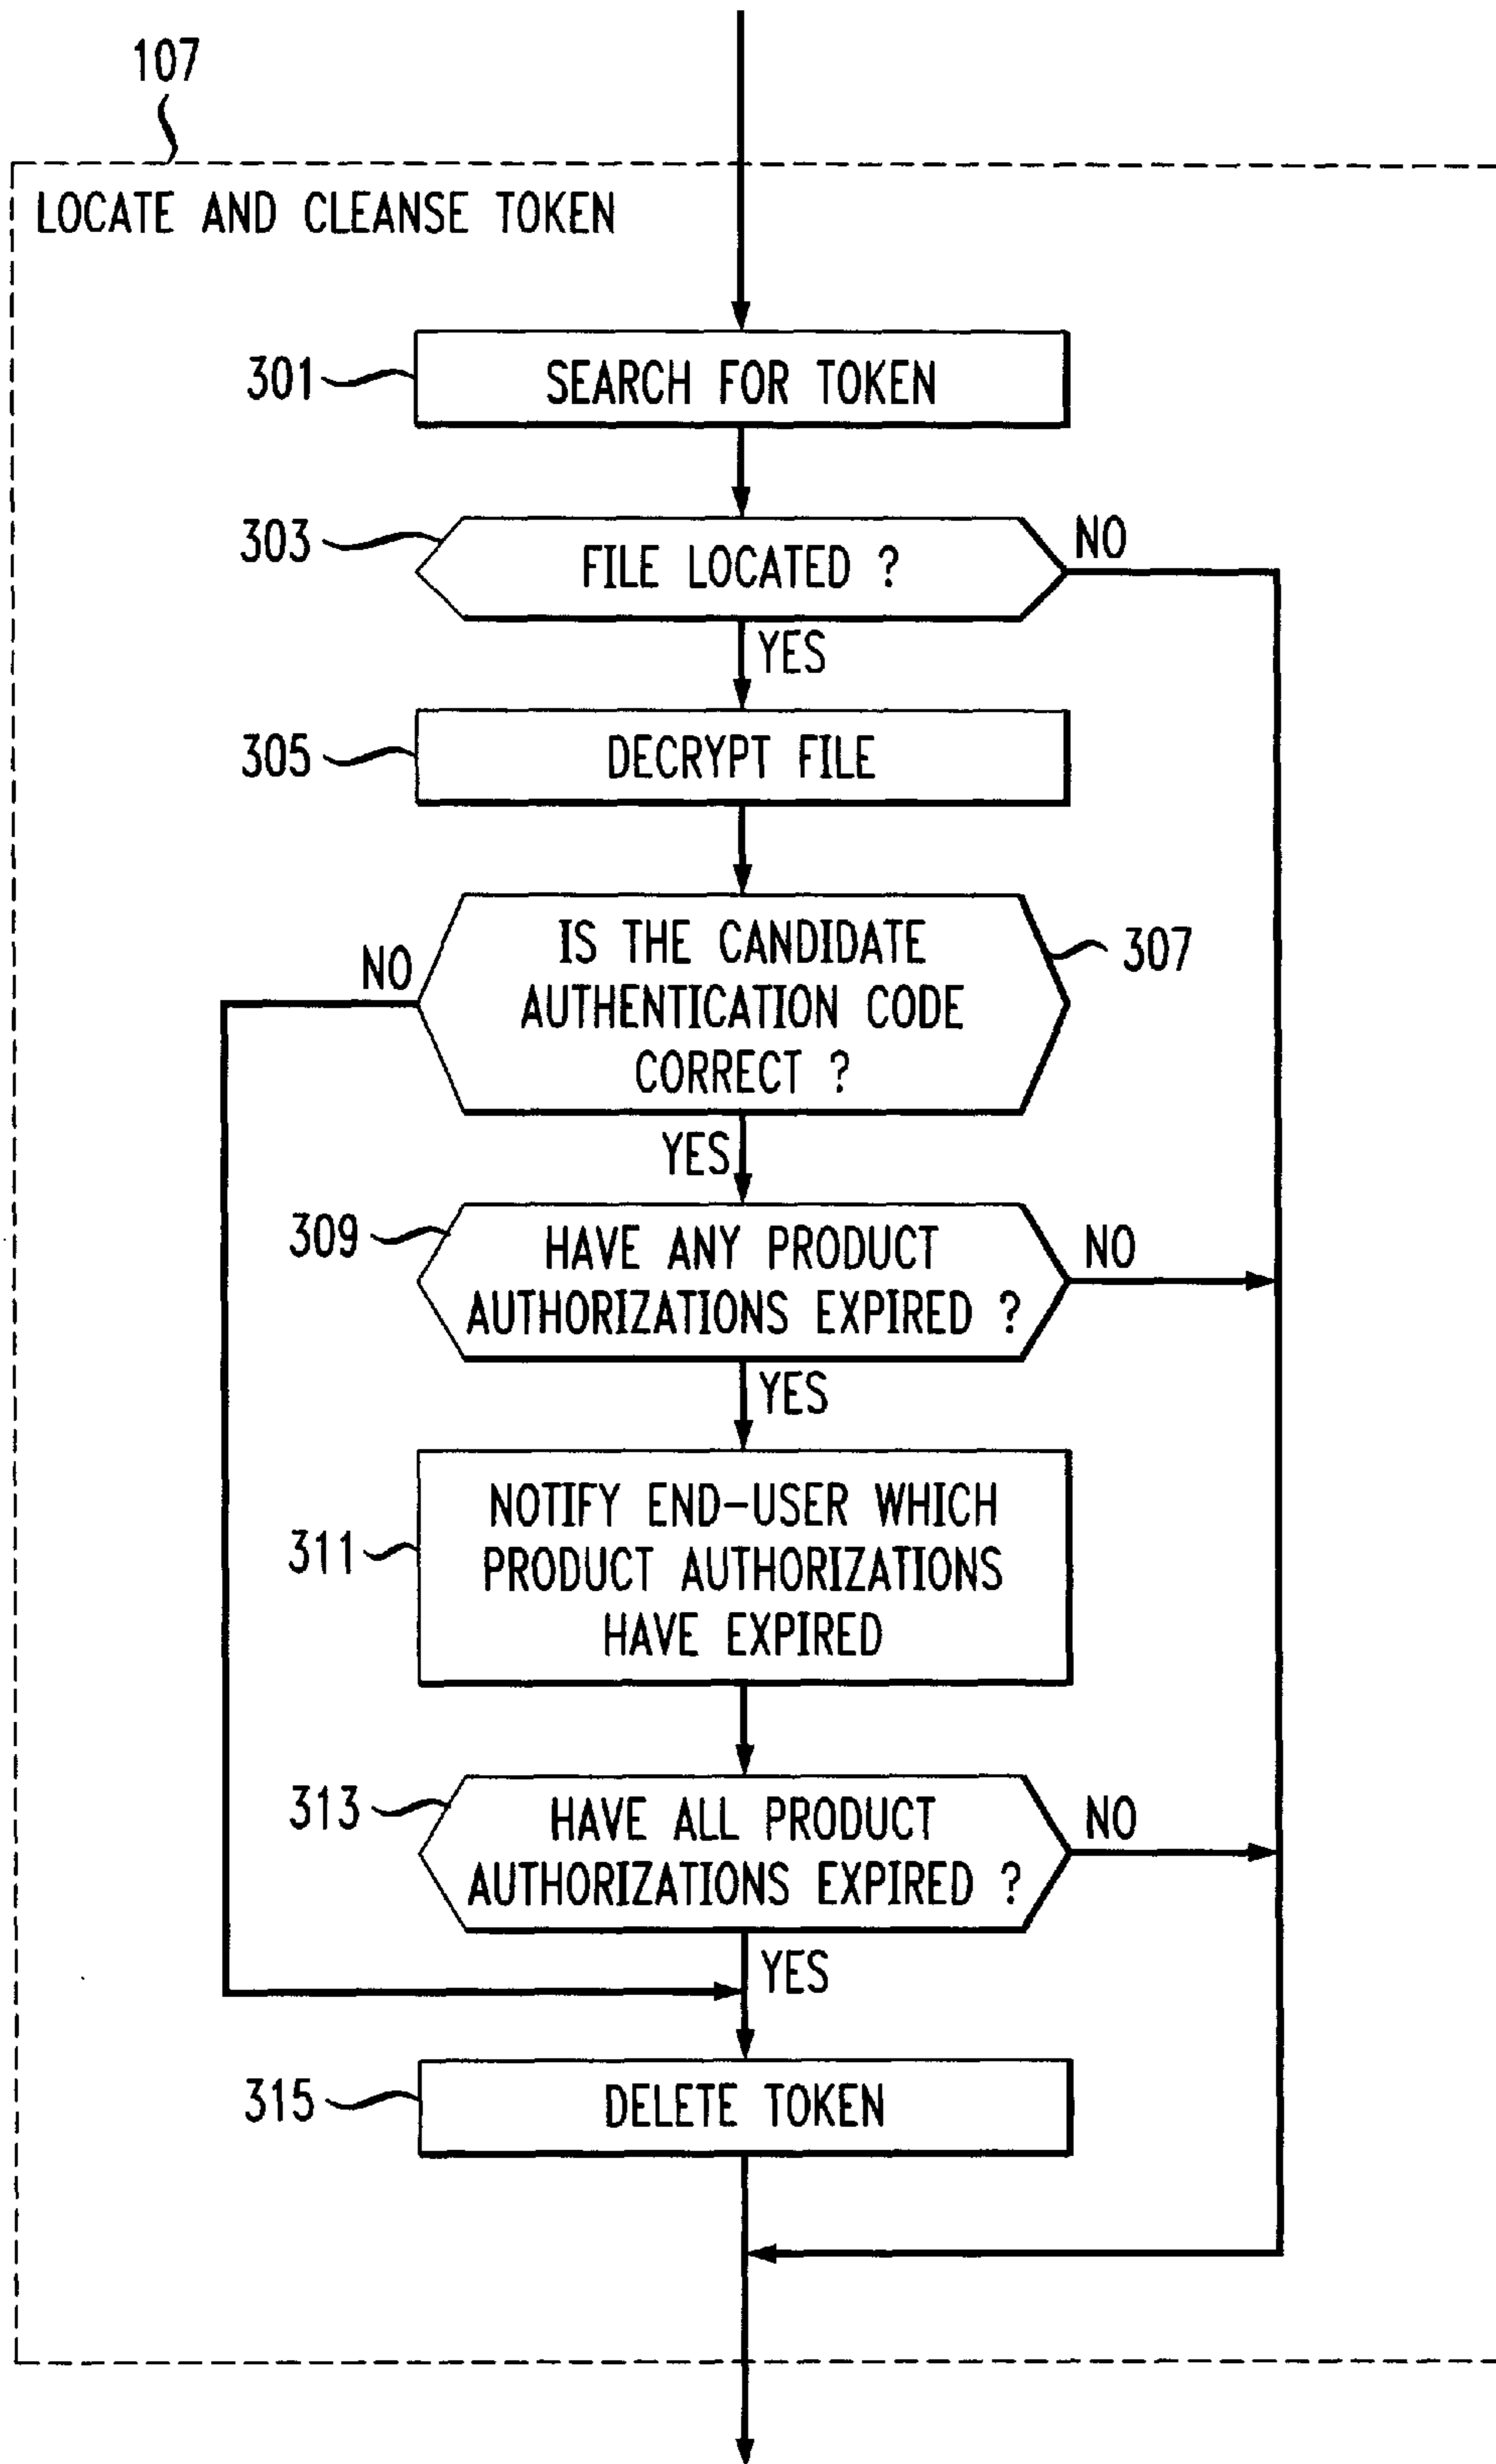 107
LOCATE AND CLEANSE TOKEN
301
SEARCH FOR TOKEN
303
FILE LOCATED ?
NO
YES
305
DECRYPT FILE
NO
IS THE CANDIDATE
AUTHENTICATION CODE
CORRECT ?
307
YES
309
HAVE ANY PRODUCT
AUTHORIZATIONS EXPIRED ?
NO
YES
311
NOTIFY END-USER WHICH
PRODUCT AUTHORIZATIONS
HAVE EXPIRED
313
HAVE ALL PRODUCT
AUTHORIZATIONS EXPIRED ?
NO
YES
315
DELETE TOKEN